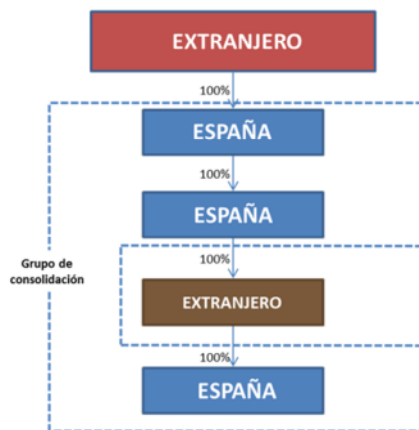 EXTRANJERO
100%
ESPAÑA
100%
ESPAÑA
Grupo de
consolidación
100%
EXTRANJERO
100%
ESPAÑA